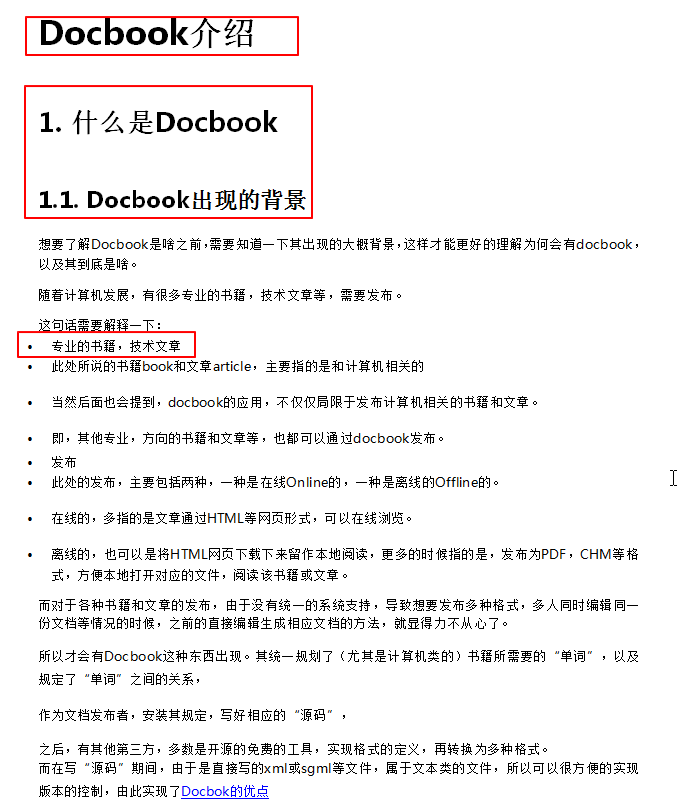 Docbook介绍
1. 什么是Docbook
1.1. Docbook出现的背景
想要了解Docbook是啥之前,需要知道一下其出现的大概背景,这样才能更好的理解为何会有docbook，
以及其到底是啥。
随着计算机发展，有很多专业的书籍，技术文章等，需要发布。
这句话需要解释一下：
• 专业的书籍，技术文章
• 此处所说的书籍book和文章article，主要指的是和计算机相关的
• 当然后面也会提到，docbook的应用，不仅仅局限于发布计算机相关的书籍和文章。
• 即，其他专业，方向的书籍和文章等，也都可以通过docbook发布。
• 发布
• 此处的发布，主要包括两种，一种是在线Online的，一种是离线的Offline的。
• 在线的，多指的是文章通过HTML等网页形式，可以在线浏览。
• 离线的，也可以是将HTML网页下载下来留作本地阅读，更多的时候指的是，发布为PDF，CHM等格
式，方便本地打开对应的文件，阅读该书籍或文章。
而对于各种书籍和文章的发布，由于没有统一的系统支持，导致想要发布多种格式，多人同时编辑同一
份文档等情况的时候，之前的直接编辑生成相应文档的方法，就显得力不从心了。
所以才会有Docbook这种东西出现。其统一规划了（尤其是计算机类的）书籍所需要的“单词”，以及
规定了“单词”之间的关系，
作为文档发布者，安装其规定，写好相应的“源码”，
之后，有其他第三方，多数是开源的免费的工具，实现格式的定义，再转换为多种格式。
而在写“源码”期间，由于是直接写的xml或sgml等文件，属于文本类的文件，所以可以很方便的实现
版本的控制，由此实现了Docbok的优点